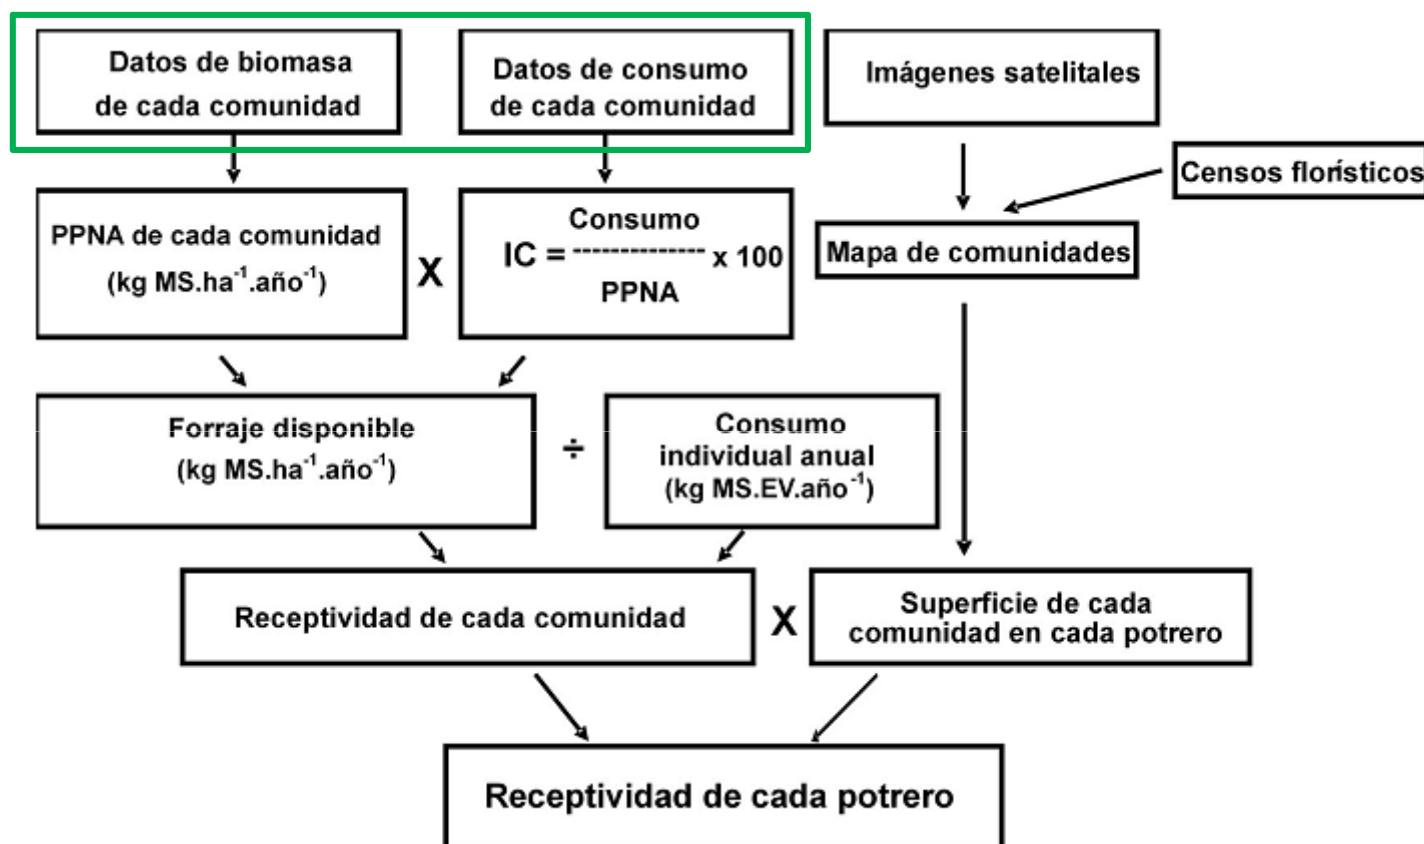 Datos de biomasa
de cada comunidad
Datos de consumo
de cada comunidad
Imágenes satelitales
Censos florísticos
PPNA de cada comunidad
(kg MS.ha⁻¹.año⁻¹)
X
Consumo
IC = --------------- x 100
PPNA
Mapa de comunidades
Forraje disponible
(kg MS.ha⁻¹.año⁻¹)
÷
Consumo
individual anual
(kg MS.EV.año⁻¹)
Receptividad de cada comunidad
X
Superficie de cada
comunidad en cada potrero
Receptividad de cada potrero